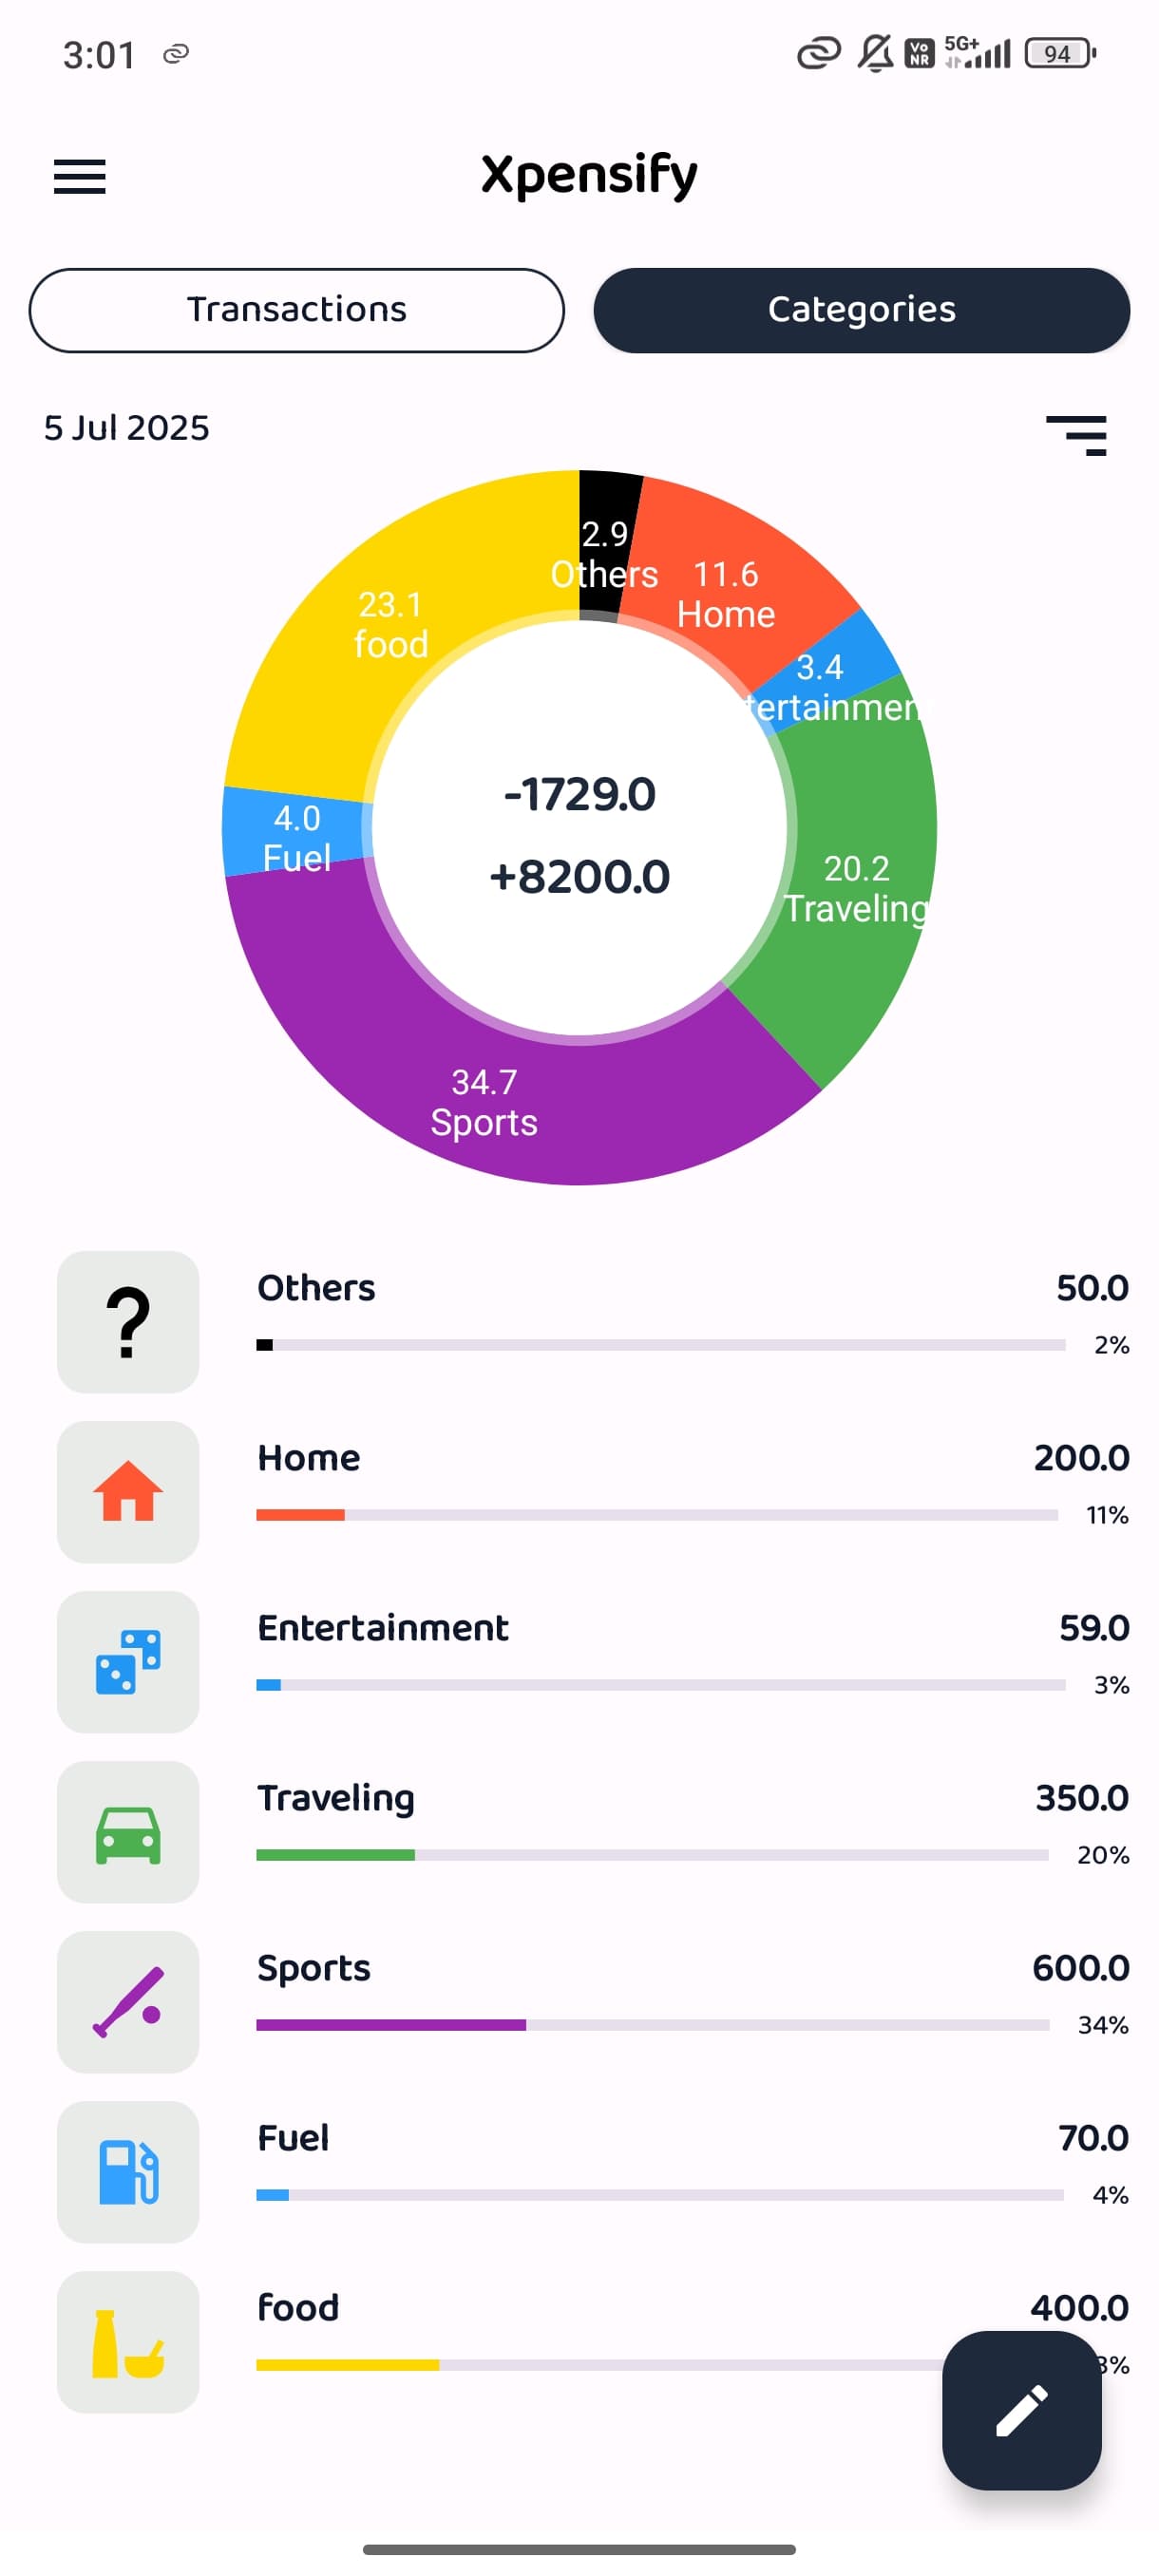 3:01
Vo
NR
5G+
94
Xpensify
Transactions
Categories
5 Jul 2025
2.9
Others
11.6
Home
23.1
food
3.4
tertainmen
4.0
Fuel
-1729.0
+8200.0
20.2
Traveling
34.7
Sports
?
Others
50.0
2%
Home
200.0
11%
Entertainment
59.0
3%
Traveling
350.0
20%
Sports
600.0
34%
Fuel
70.0
4%
food
400.0
3%